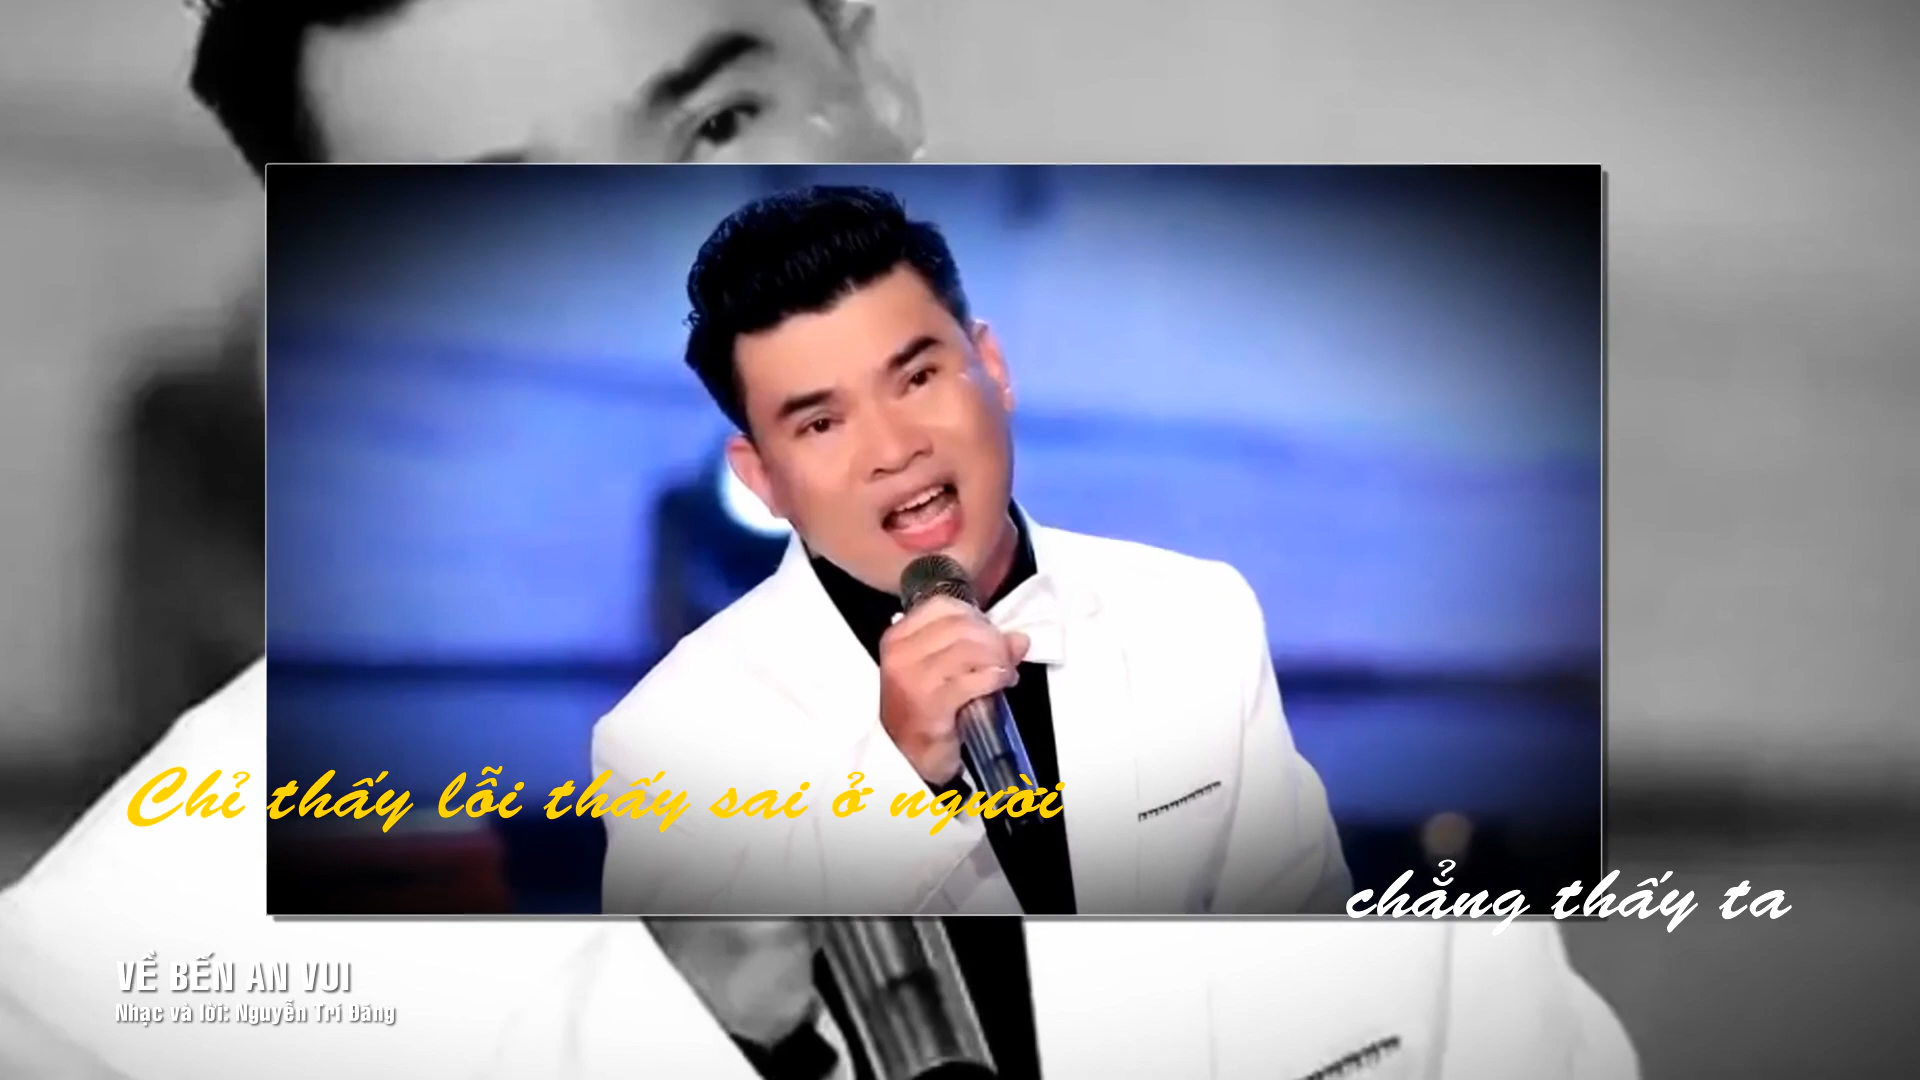 Chỉ thấy lỗi thấy sai ở người
chẳng thấy ta
VỀ BẾN AN VUI
Nhạc và lời: Nguyễn Trí Đăng